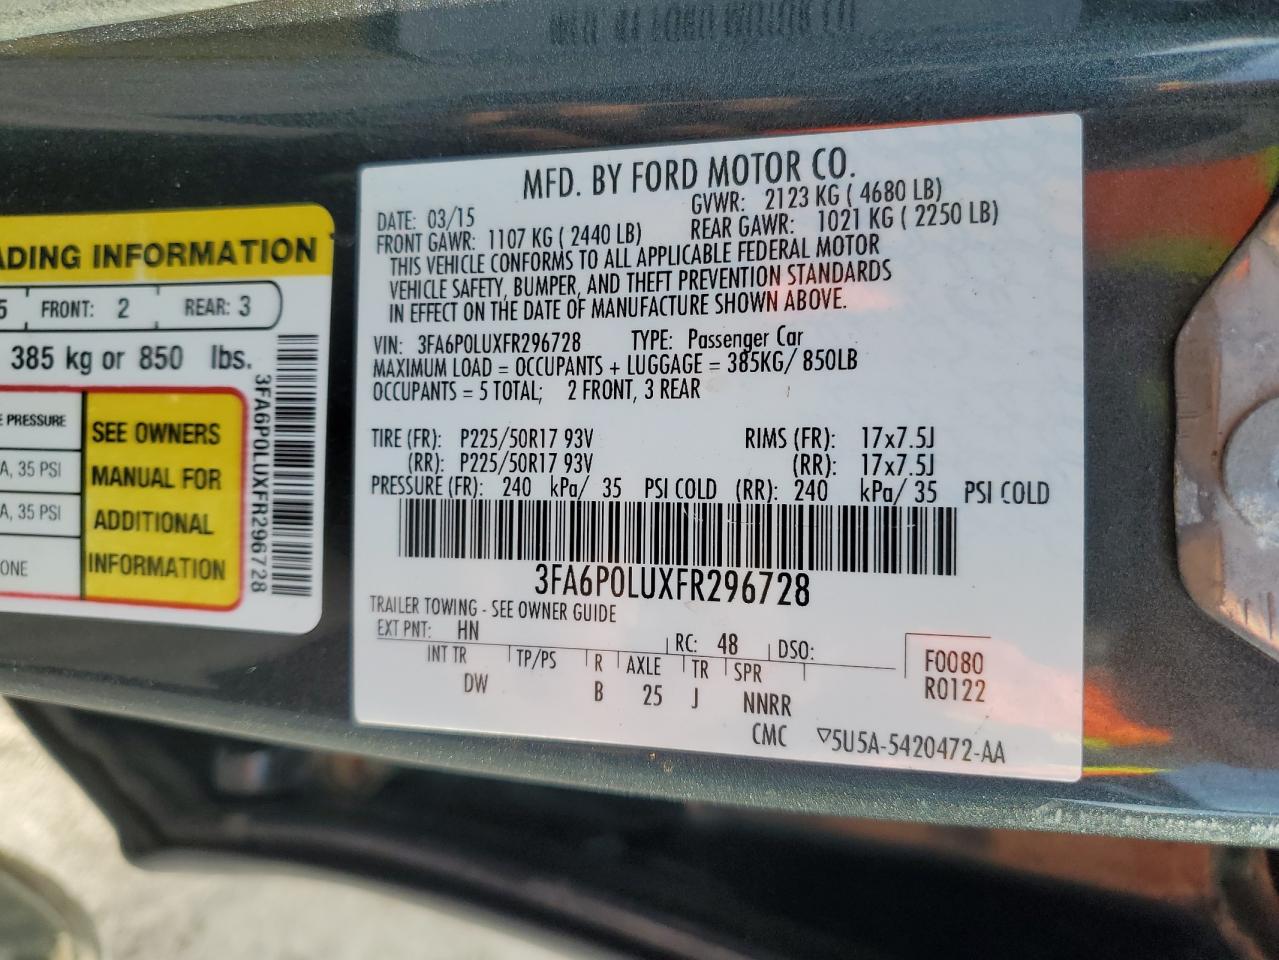 MFD. BY FORD MOTOR CO.
DATE: 03/15
GVWR: 2123 KG ( 4680 LB)
FRONT GAWR: 1107 KG ( 2440 LB)
REAR GAWR: 1021 KG ( 2250 LB)
THIS VEHICLE CONFORMS TO ALL APPLICABLE FEDERAL MOTOR
VEHICLE SAFETY, BUMPER, AND THEFT PREVENTION STANDARDS
IN EFFECT ON THE DATE OF MANUFACTURE SHOWN ABOVE.
VIN: 3FA6P0LUXFR296728 TYPE: Passenger Car
MAXIMUM LOAD = OCCUPANTS + LUGGAGE = 385KG/ 850LB
OCCUPANTS = 5 TOTAL; 2 FRONT, 3 REAR
TIRE (FR): P225/50R17 93V RIMS (FR): 17x7.5J
(RR): P225/50R17 93V (RR): 17x7.5J
PRESSURE (FR): 240 kPa/ 35 PSI COLD (RR): 240 kPa/ 35 PSI COLD
3FA6P0LUXFR296728
TRAILER TOWING - SEE OWNER GUIDE
EXT PNT: HN RC: 48 DSO:
INT TR TP/PS R AXLE TR SPR
DW B 25 J NNRR
F0080
R0122
CMC ▽5U5A-5420472-AA
ADING INFORMATION
5 FRONT: 2 REAR: 3
385 kg or 850 lbs.
E PRESSURE
A, 35 PSI
A, 35 PSI
ONE
SEE OWNERS
MANUAL FOR
ADDITIONAL
INFORMATION
3FA6P0LUXFR296728